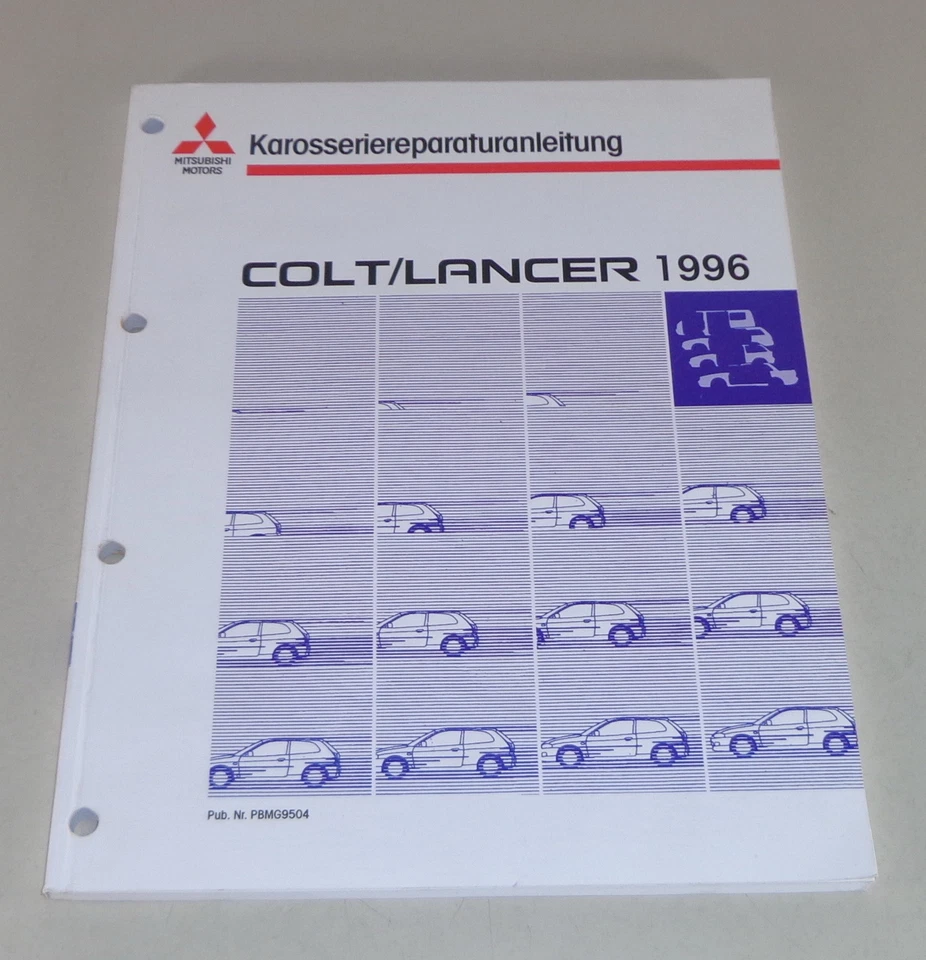 MITSUBISHI
MOTORS
Karosseriereparaturanleitung
COLT/LANCER 1996
Pub. Nr. PBMG9504